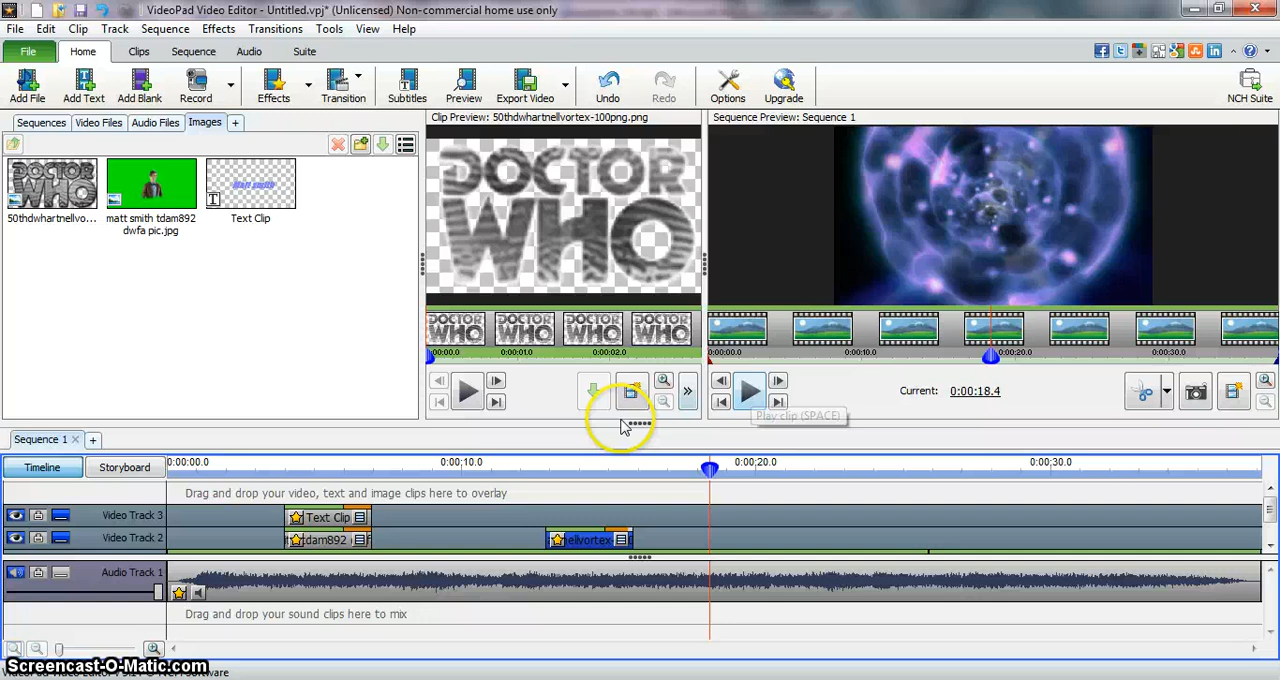 VideoPad Video Editor - Untitled.vpj* (Unlicensed) Non-commercial home use only
File Edit Clip Track Sequence Effects Transitions Tools View Help
File Home Clips Sequence Audio Suite
Add File Add Text Add Blank Record Effects Transition Subtitles Preview Export Video Undo Redo Options Upgrade NCH Suite
Sequences Video Files Audio Files Images +
Clip Preview: 50thdwhartnellvortex-100png.png
Sequence Preview: Sequence 1
DOCTOR WHO
Matt smith
T
50thdwhartnellvo...
matt smith tdam892 dwfa pic.jpg
Text Clip
DOCTOR
WHO
DOCTOR WHO DOCTOR WHO DOCTOR WHO DOCTOR WHO
0:00:01.0 0:00:02.0
0:00:00.0 0:00:10.0 0:00:20.0 0:00:30.0
Current: 0:00:18.4
Play clip (SPACE)
Sequence 1 × +
Timeline Storyboard
0:00:00.0 0:00:10.0 0:00:20.0 0:00:30.0
Drag and drop your video, text and image clips here to overlay
Video Track 3 Text Clip
Video Track 2 tdam892 ellvortex-
Audio Track 1
Drag and drop your sound clips here to mix
Screencast-O-Matic.com